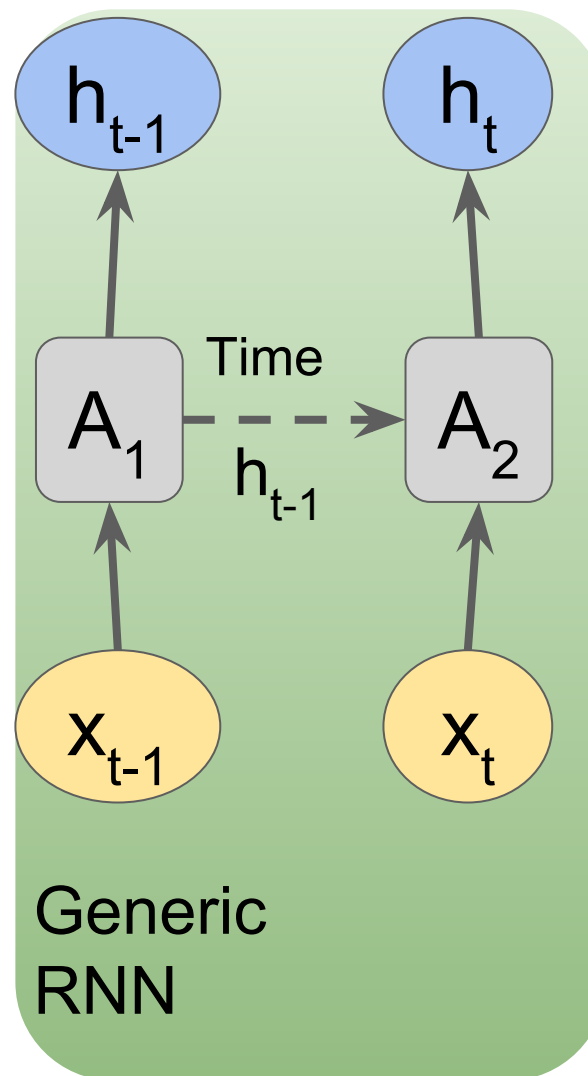 h_{t-1} h_t
Time
A_1 A_2
h_{t-1}
x_{t-1} x_t
Generic
RNN